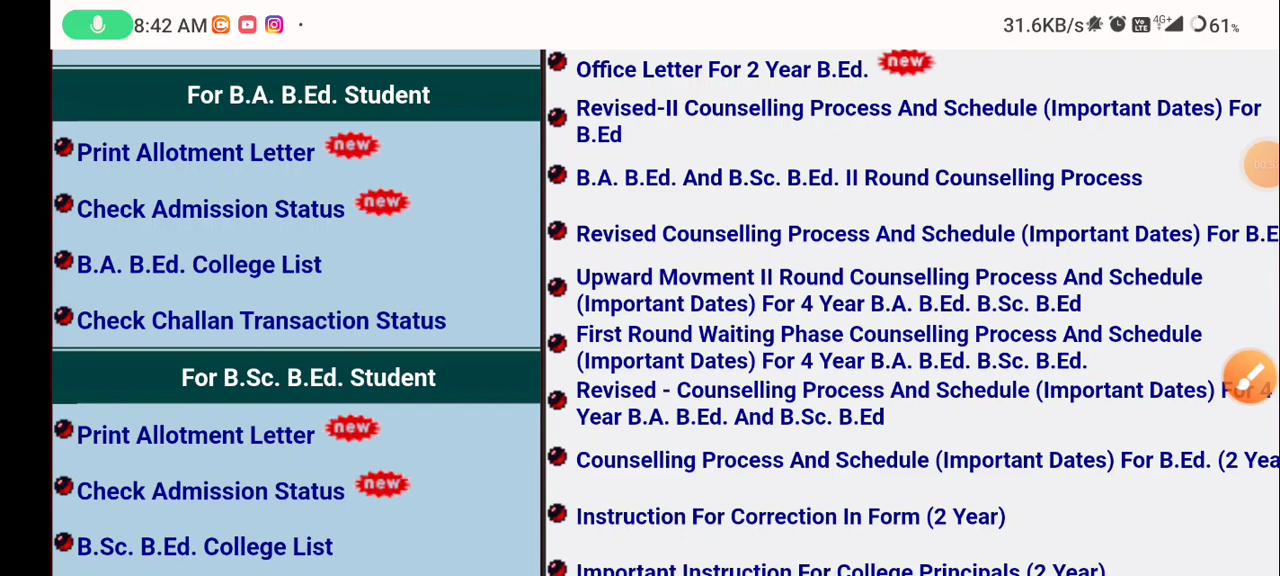 8:42 AM
31.6KB/s
Vo LTE
4G+
61%
For B.A. B.Ed. Student
Print Allotment Letter new
Check Admission Status new
B.A. B.Ed. College List
Check Challan Transaction Status
For B.Sc. B.Ed. Student
Print Allotment Letter new
Check Admission Status new
B.Sc. B.Ed. College List
Office Letter For 2 Year B.Ed. new
Revised-II Counselling Process And Schedule (Important Dates) For
B.Ed
B.A. B.Ed. And B.Sc. B.Ed. II Round Counselling Process
Revised Counselling Process And Schedule (Important Dates) For B.E
Upward Movment II Round Counselling Process And Schedule
(Important Dates) For 4 Year B.A. B.Ed. B.Sc. B.Ed
First Round Waiting Phase Counselling Process And Schedule
(Important Dates) For 4 Year B.A. B.Ed. B.Sc. B.Ed.
Revised - Counselling Process And Schedule (Important Dates) For 4
Year B.A. B.Ed. And B.Sc. B.Ed
Counselling Process And Schedule (Important Dates) For B.Ed. (2 Yea
Instruction For Correction In Form (2 Year)
Important Instruction For College Principals (2 Year)